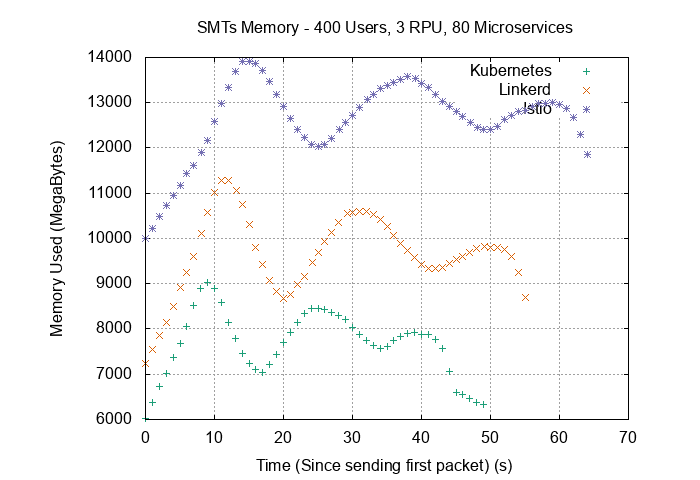 SMTs Memory - 400 Users, 3 RPU, 80 Microservices
14000
13000
12000
11000
10000
9000
8000
7000
6000
Memory Used (MegaBytes)
Kubernetes
Linkerd
Istio
0
10
20
30
40
50
60
70
Time (Since sending first packet) (s)